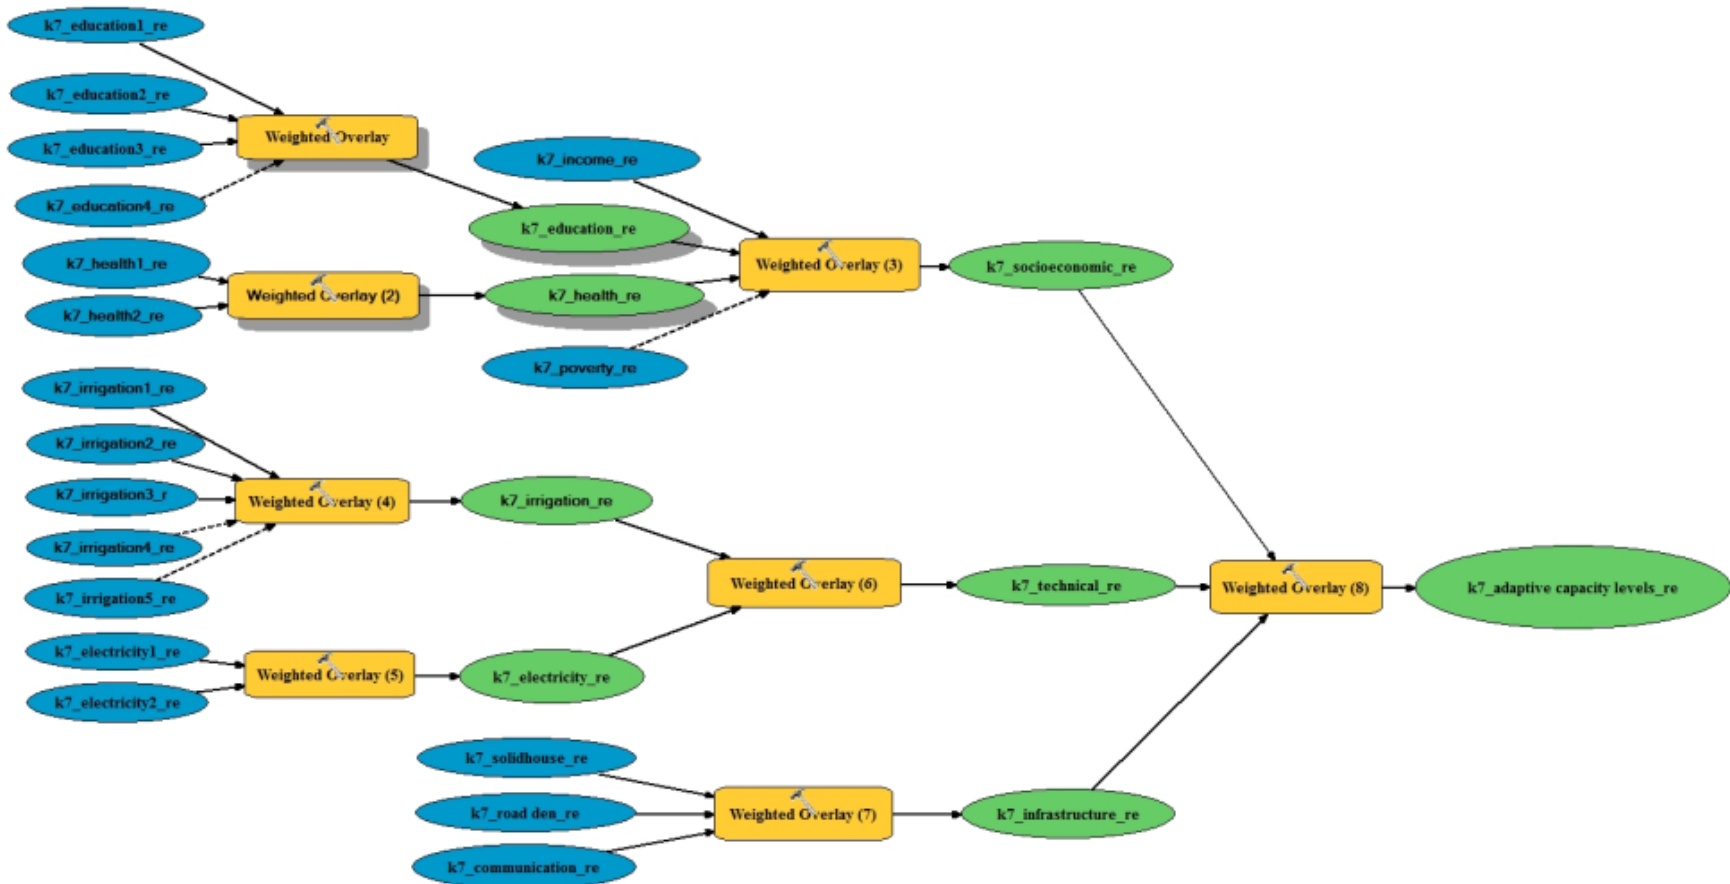 k7_education1_re
k7_education2_re
k7_education3_re
k7_education4_re
Weighted Overlay
k7_health1_re
k7_health2_re
Weighted Overlay (2)
k7_income_re
k7_education_re
k7_health_re
k7_poverty_re
Weighted Overlay (3)
k7_socioeconomic_re
k7_irrigation1_re
k7_irrigation2_re
k7_irrigation3_r
k7_irrigation4_re
k7_irrigation5_re
Weighted Overlay (4)
k7_irrigation_re
k7_electricity1_re
k7_electricity2_re
Weighted Overlay (5)
k7_electricity_re
Weighted Overlay (6)
k7_technical_re
k7_solidhouse_re
k7_road den_re
k7_communication_re
Weighted Overlay (7)
k7_infrastructure_re
Weighted Overlay (8)
k7_adaptive capacity levels_re